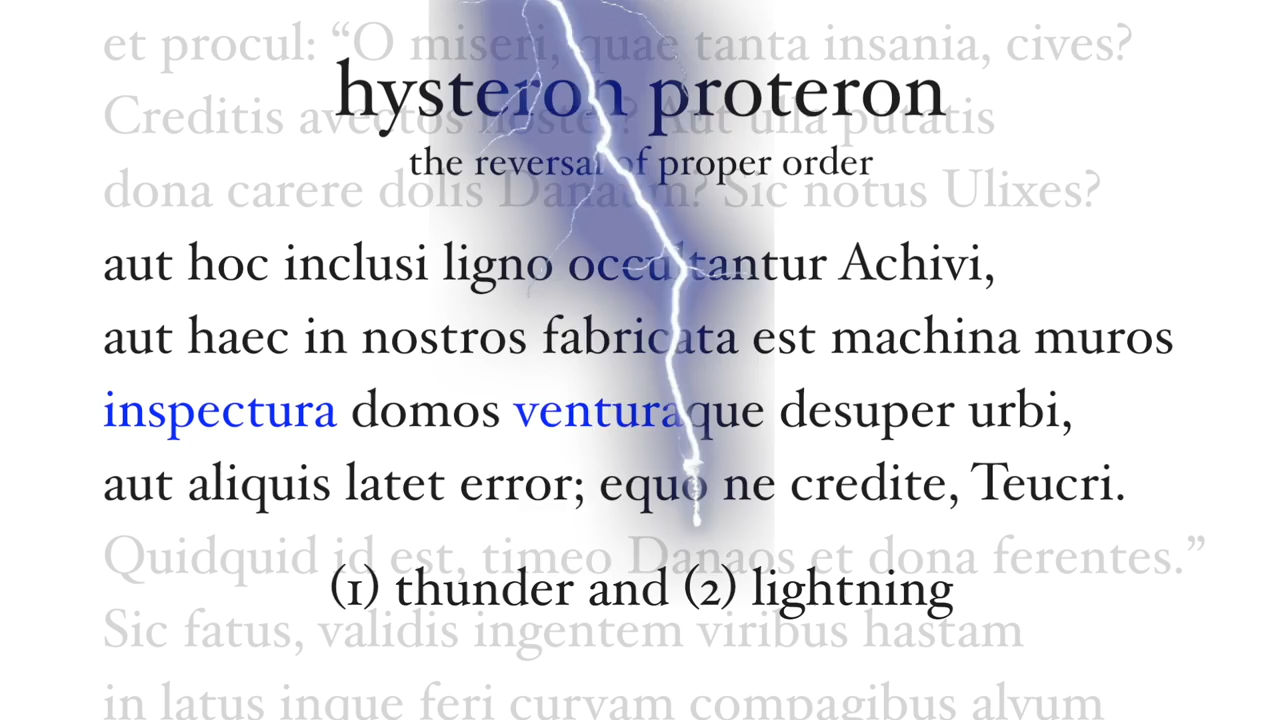 et procul: “O miseri, quae tanta insania, cives?
hysteron proteron
Creditis avectos hostes? Aut ulla putatis
the reversal of proper order
dona carere dolis Danaum? Sic notus Ulixes?
aut hoc inclusi ligno occultantur Achivi,
aut haec in nostros fabricata est machina muros
inspectura domos venturaque desuper urbi,
aut aliquis latet error; equo ne credite, Teucri.
Quidquid id est, timeo Danaos et dona ferentes.”
(1) thunder and (2) lightning
Sic fatus, validis ingentem viribus hastam
in latus inque feri curvam compagibus alvum